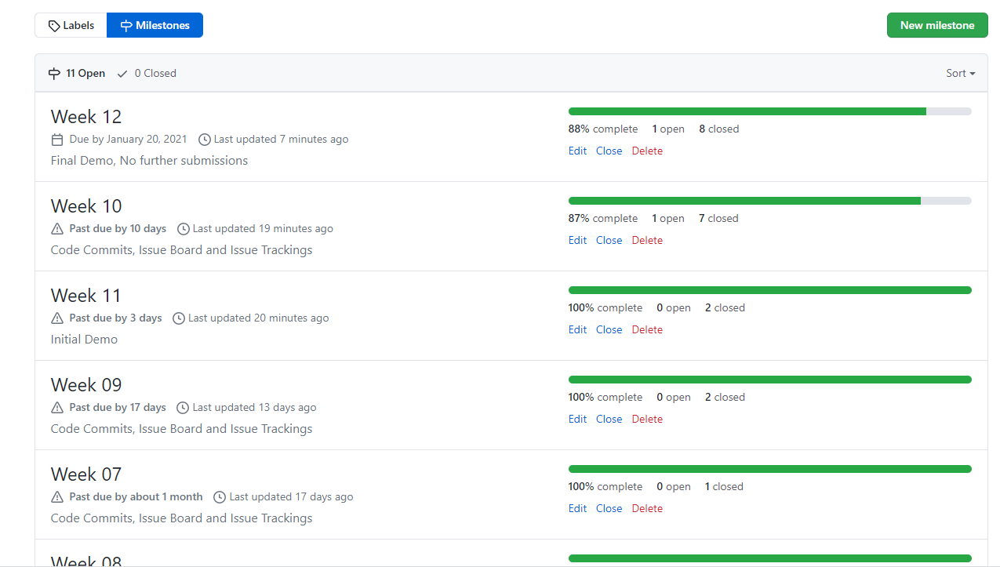 Labels Milestones New milestone
11 Open 0 Closed Sort
Week 12
Due by January 20, 2021 Last updated 7 minutes ago
Final Demo, No further submissions
88% complete 1 open 8 closed
Edit Close Delete
Week 10
Past due by 10 days Last updated 19 minutes ago
Code Commits, Issue Board and Issue Trackings
87% complete 1 open 7 closed
Edit Close Delete
Week 11
Past due by 3 days Last updated 20 minutes ago
Initial Demo
100% complete 0 open 2 closed
Edit Close Delete
Week 09
Past due by 17 days Last updated 13 days ago
Code Commits, Issue Board and Issue Trackings
100% complete 0 open 2 closed
Edit Close Delete
Week 07
Past due by about 1 month Last updated 17 days ago
Code Commits, Issue Board and Issue Trackings
100% complete 0 open 1 closed
Edit Close Delete
Week 08